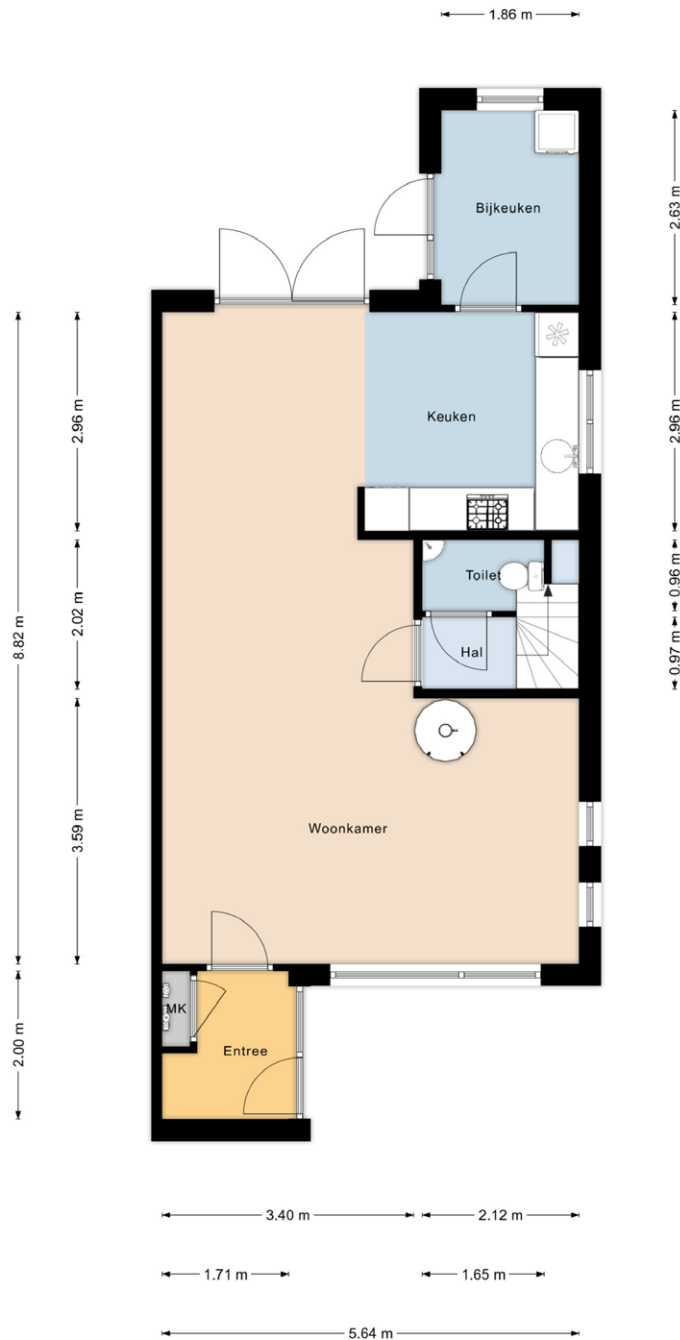 1.86 m
2.63 m
Bijkeuken
2.96 m
2.96 m
Keuken
8.82 m
2.02 m
Toilet
0.96 m
Hal
0.97 m
3.59 m
Woonkamer
MK
2.00 m
Entree
3.40 m
2.12 m
1.71 m
1.65 m
5.64 m